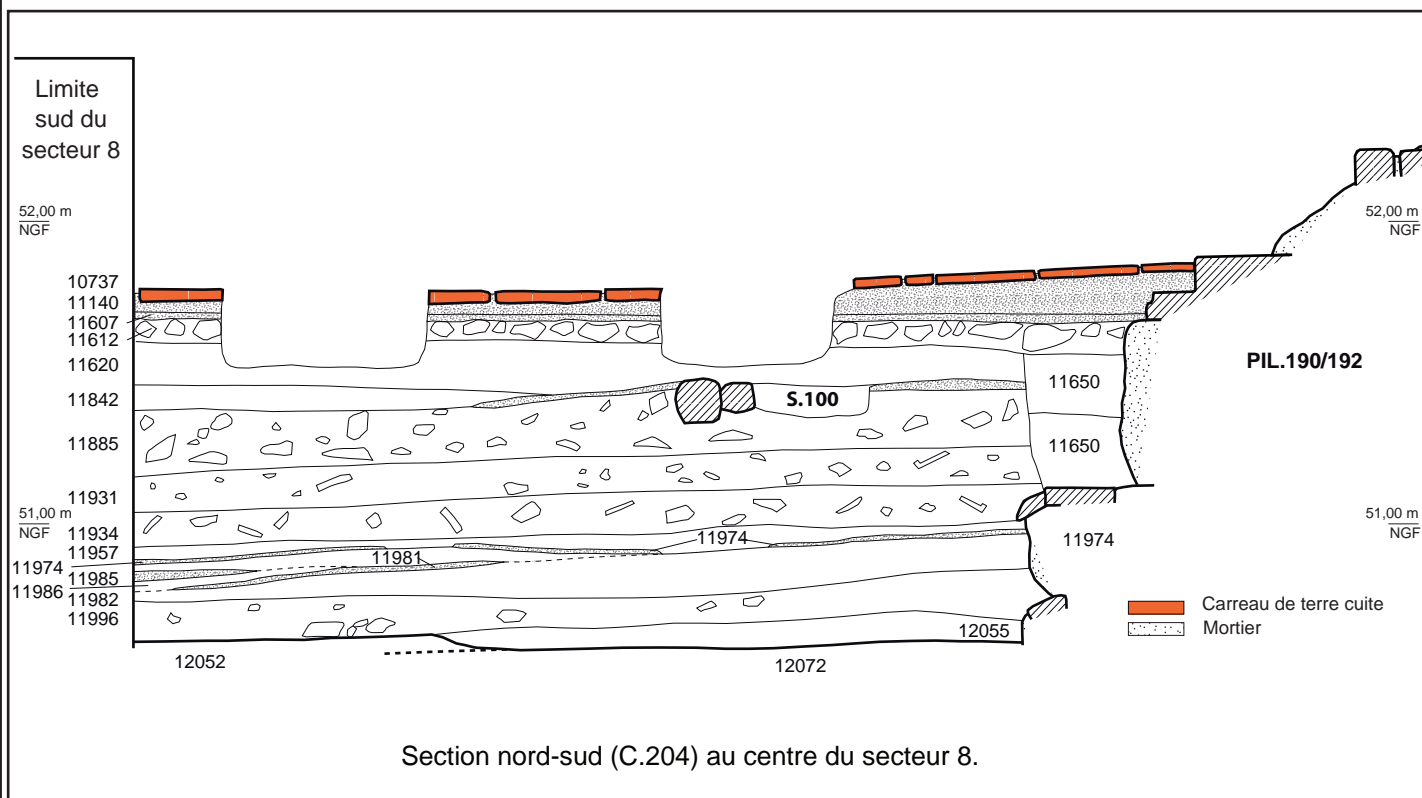 Limite
sud du
secteur 8
52,00 m
NGF
52,00 m
NGF
10737
11140
11607
11612
11620
11842
11885
11931
51,00 m
NGF
11934
11957
11974
11985
11986
11982
11996
11650
S.100
11650
PIL.190/192
11974
11981
11974
51,00 m
NGF
12055
12052
12072
Carreau de terre cuite
Mortier
Section nord-sud (C.204) au centre du secteur 8.